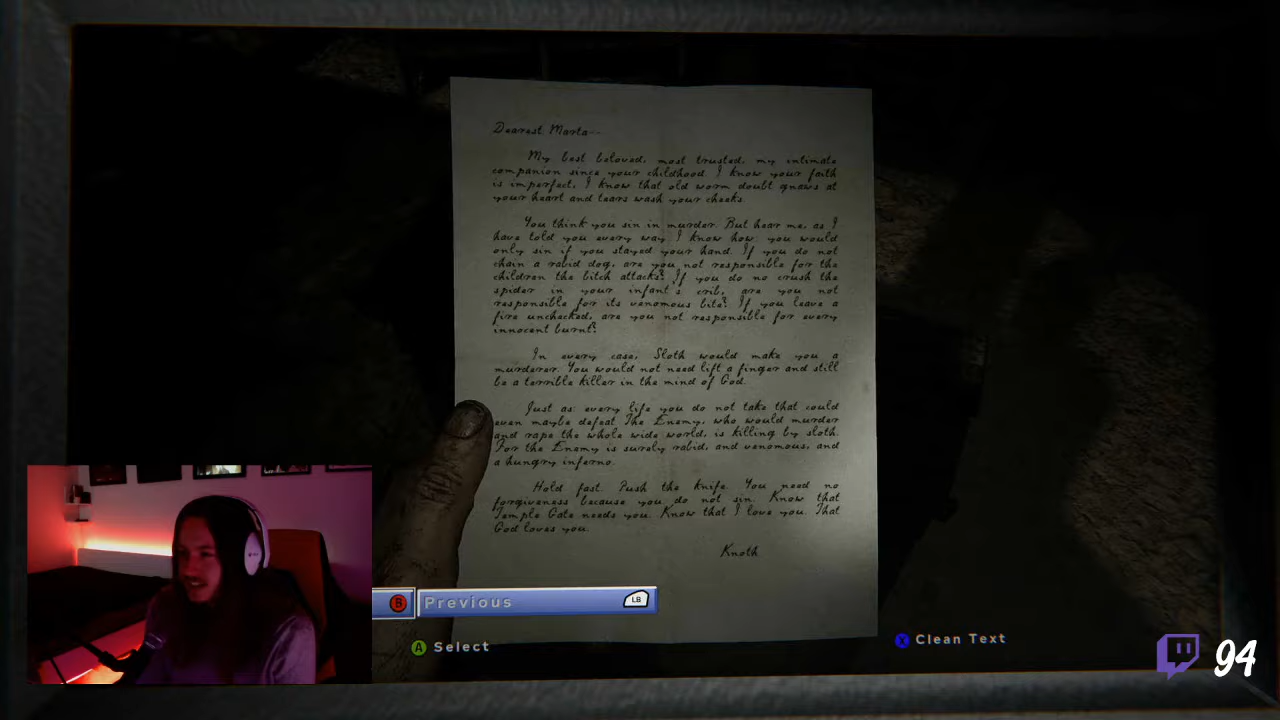 Dearest Marta--
My best beloved, most trusted, my intimate
companion since your childhood. I know your faith
is imperfect, I know that old worm doubt gnaws at
your heart and tears wash your cheeks.
You think you sin in murder. But hear me, as I
have told you every way I know how: you would
only sin if you stayed your hand. If you do not
chain a rabid dog, are you not responsible for the
children the bitch attacks? If you do no crush the
spider in your infant's crib, are you not
responsible for its venomous bite? If you leave a
fire unchecked, are you not responsible for every
innocent burnt?
In every case, Sloth would make you a
murderer. You would not need lift a finger and still
be a terrible killer in the mind of God.
Just as every life you do not take that could
even maybe defeat The Enemy, who would murder
and rape the whole wide world, is killing by sloth.
For the Enemy is surely rabid, and venomous, and
a hungry inferno.
Hold fast. Push the knife. You need no
forgiveness because you do not sin. Know that
Temple Gate needs you. Know that I love you. That
God loves you.
Knoth
B Previous LB
A Select
X Clean Text
94